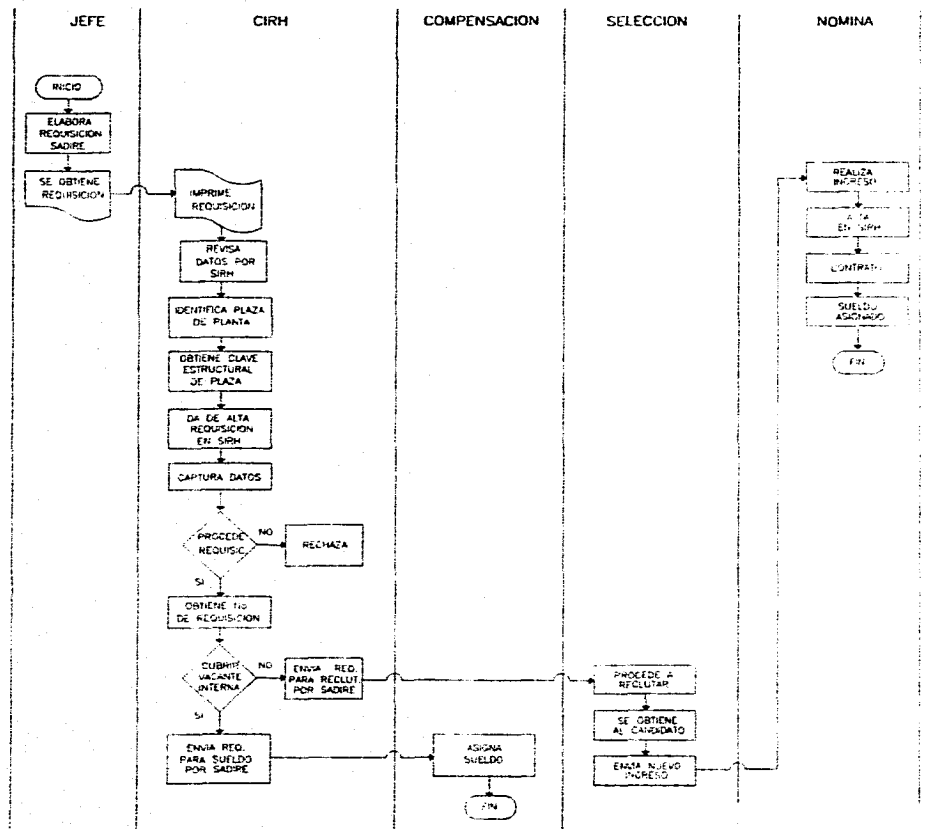 JEFE
CIRH
COMPENSACION
SELECCION
NOMINA
INICIO
ELABORA
REQUISICION
SADIRE
SE OBTIENE
REQUISICION
IMPRIME
REQUISICION
REVISA
DATOS POR
SIRH
IDENTIFICA PLAZA
DE PLANTA
OBTIENE CLAVE
ESTRUCTURAL
DE PLAZA
DA DE ALTA
REQUISICION
EN SIRH
CAPTURA DATOS
PROCEDE
REQUISIC.
NO
RECHAZA
SI
OBTIENE No
DE REQUISICION
CUBRIR
VACANTE
INTERNA
NO
ENVIA REQ.
PARA RECLUT.
POR SADIRE
SI
ENVIA REQ.
PARA SUELDO
POR SADIRE
ASIGNA
SUELDO
FIN
PROCEDE A
RECLUTAR
SE OBTIENE
AL CANDIDATO
ENVIA NUEVO
INGRESO
REALIZA
INGRESO
ALTA
EN SIRH
CONTRATO
SUELDO
ASIGNADO
FIN